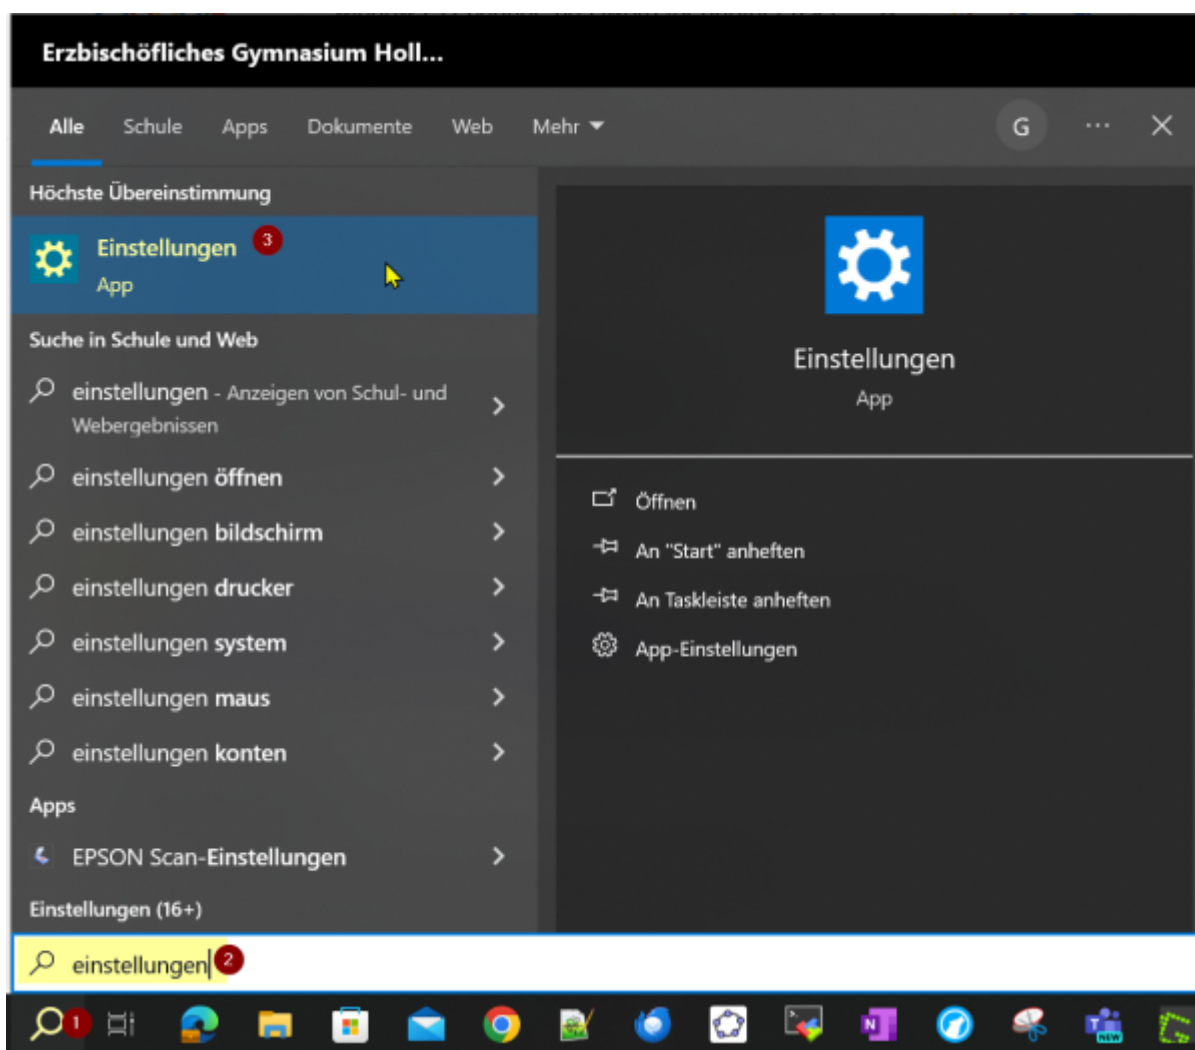 Erzbischöfliches Gymnasium Holl...
Alle Schule Apps Dokumente Web Mehr
G ...
Höchste Übereinstimmung
Einstellungen 3
App
Suche in Schule und Web
einstellungen - Anzeigen von Schul- und
Webergebnissen
einstellungen öffnen
einstellungen bildschirm
einstellungen drucker
einstellungen system
einstellungen maus
einstellungen konten
Apps
EPSON Scan-Einstellungen
Einstellungen (16+)
Einstellungen
App
Öffnen
An "Start" anheften
An Taskleiste anheften
App-Einstellungen
einstellungen 2
1
N
T
NEW